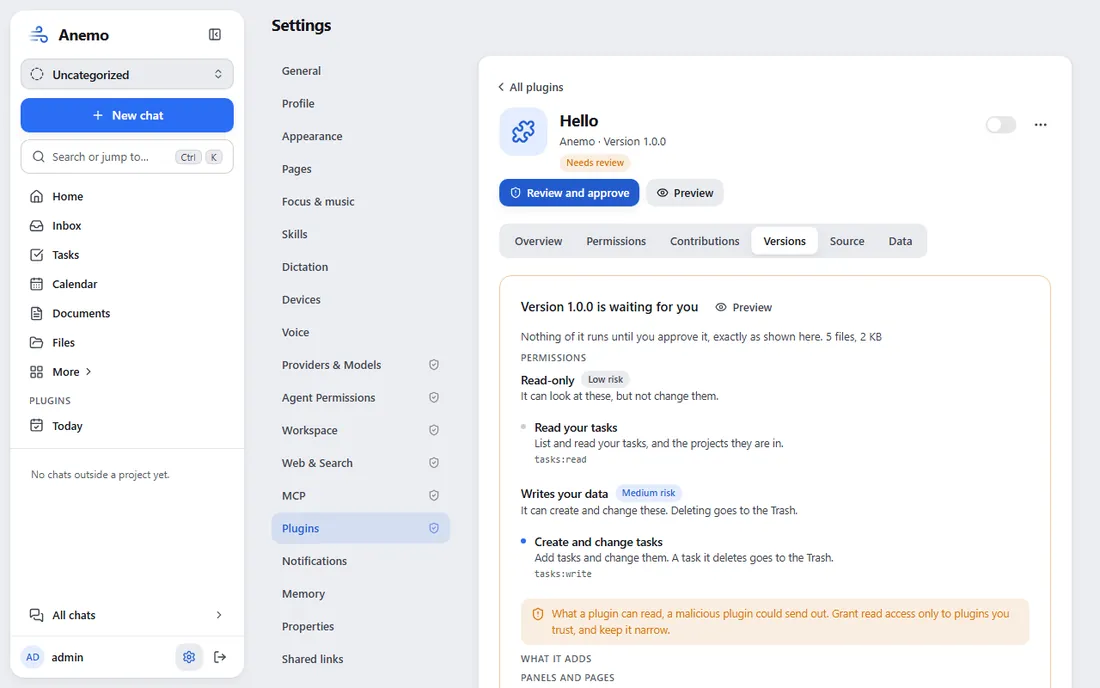 Anemo
Uncategorized
New chat
Search or jump to... Ctrl K
Home
Inbox
Tasks
Calendar
Documents
Files
More
PLUGINS
Today
No chats outside a project yet.
All chats
AD admin
Settings
General
Profile
Appearance
Pages
Focus & music
Skills
Dictation
Devices
Voice
Providers & Models
Agent Permissions
Workspace
Web & Search
MCP
Plugins
Notifications
Memory
Properties
Shared links
All plugins
Hello
Anemo · Version 1.0.0
Needs review
Review and approve Preview
Overview Permissions Contributions Versions Source Data
Version 1.0.0 is waiting for you Preview
Nothing of it runs until you approve it, exactly as shown here. 5 files, 2 KB
PERMISSIONS
Read-only Low risk
It can look at these, but not change them.
Read your tasks
List and read your tasks, and the projects they are in.
tasks:read
Writes your data Medium risk
It can create and change these. Deleting goes to the Trash.
Create and change tasks
Add tasks and change them. A task it deletes goes to the Trash.
tasks:write
What a plugin can read, a malicious plugin could send out. Grant read access only to plugins you
trust, and keep it narrow.
WHAT IT ADDS
PANELS AND PAGES